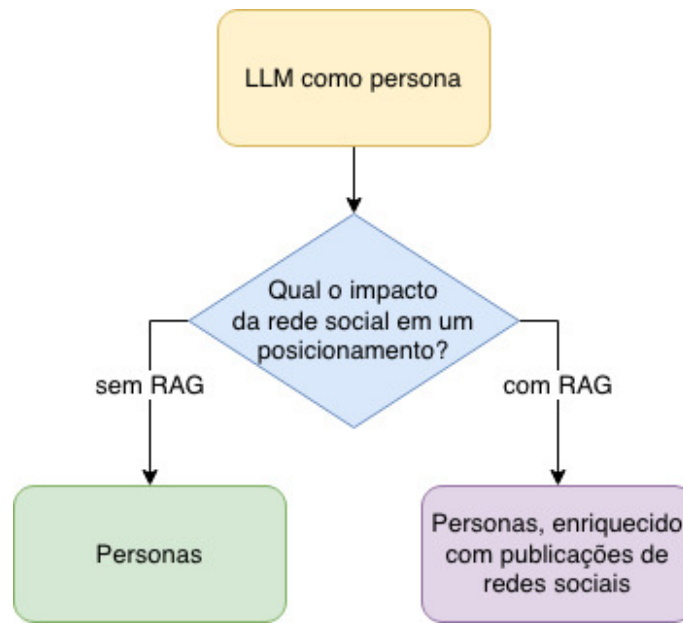 LLM como persona
Qual o impacto
da rede social em um
posicionamento?
sem RAG
com RAG
Personas
Personas, enriquecido
com publicações de
redes sociais